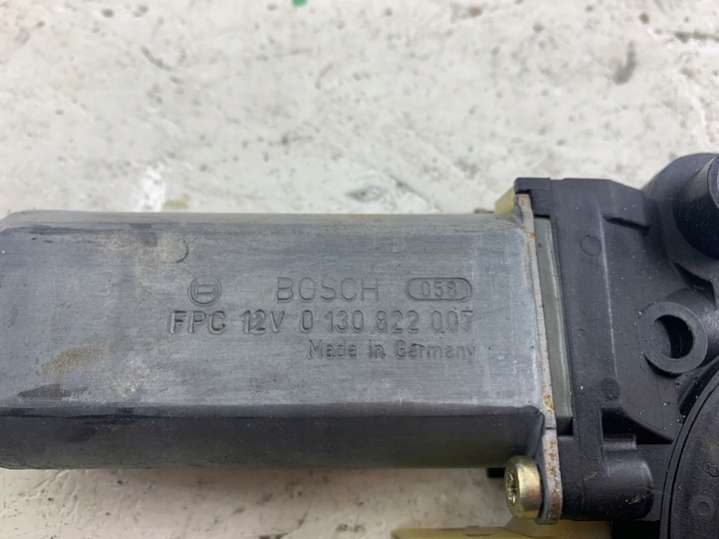 BOSCH 058
FPC 12V 0 130 822 007
Made in Germany